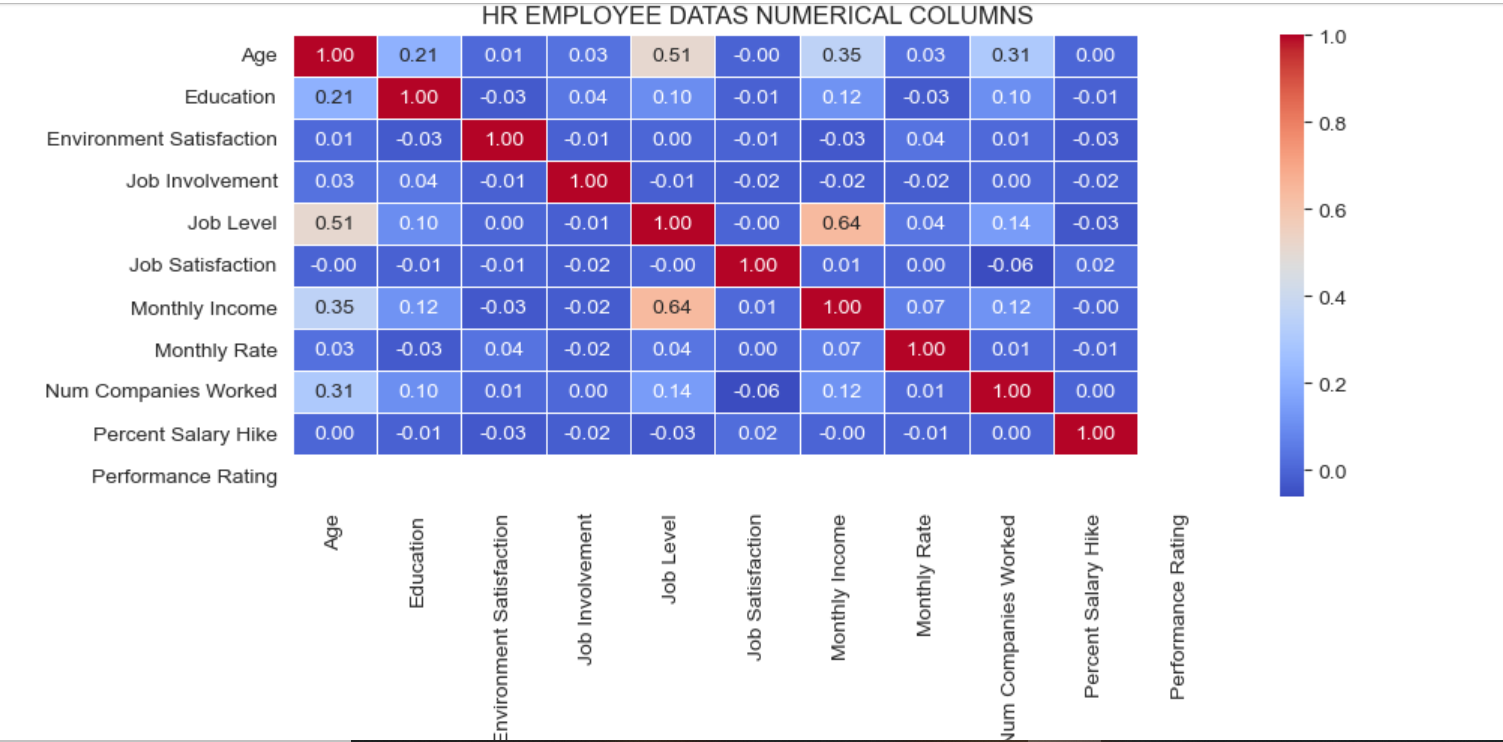 HR EMPLOYEE DATAS NUMERICAL COLUMNS
Age 1.00 0.21 0.01 0.03 0.51 -0.00 0.35 0.03 0.31 0.00
Education 0.21 1.00 -0.03 0.04 0.10 -0.01 0.12 -0.03 0.10 -0.01
Environment Satisfaction 0.01 -0.03 1.00 -0.01 0.00 -0.01 -0.03 0.04 0.01 -0.03
Job Involvement 0.03 0.04 -0.01 1.00 -0.01 -0.02 -0.02 -0.02 0.00 -0.02
Job Level 0.51 0.10 0.00 -0.01 1.00 -0.00 0.64 0.04 0.14 -0.03
Job Satisfaction -0.00 -0.01 -0.01 -0.02 -0.00 1.00 0.01 0.00 -0.06 0.02
Monthly Income 0.35 0.12 -0.03 -0.02 0.64 0.01 1.00 0.07 0.12 -0.00
Monthly Rate 0.03 -0.03 0.04 -0.02 0.04 0.00 0.07 1.00 0.01 -0.01
Num Companies Worked 0.31 0.10 0.01 0.00 0.14 -0.06 0.12 0.01 1.00 0.00
Percent Salary Hike 0.00 -0.01 -0.03 -0.02 -0.03 0.02 -0.00 -0.01 0.00 1.00
Performance Rating
Age
Education
Environment Satisfaction
Job Involvement
Job Level
Job Satisfaction
Monthly Income
Monthly Rate
Num Companies Worked
Percent Salary Hike
Performance Rating
1.0
0.8
0.6
0.4
0.2
0.0